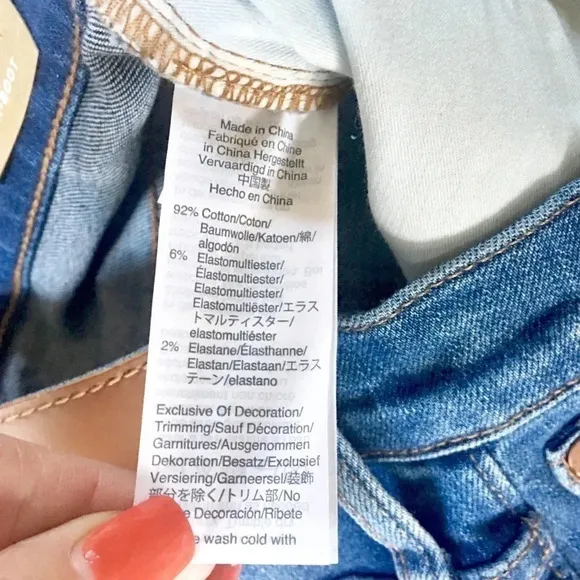 Made in China
Fabriqué en Chine
in China Hergestellt
Vervaardigd in China
中国製
Hecho en China
92% Cotton/Coton/
Baumwolle/Katoen/綿/
algodón
6% Elastomultiester/
Élastomultiester/
Elastomultiester/
Elastomultiëster/エラス
トマルティスター/
elastomultiéster
2% Elastane/Élasthanne/
Elastan/Elastaan/エラス
テーン/elastano
Exclusive Of Decoration/
Trimming/Sauf Décoration/
Garnitures/Ausgenommen
Dekoration/Besatz/Exclusief
Versiering/Garneersel/装飾
部分を除く/トリム部/No
Decoración/Ribete
wash cold with
BOOT